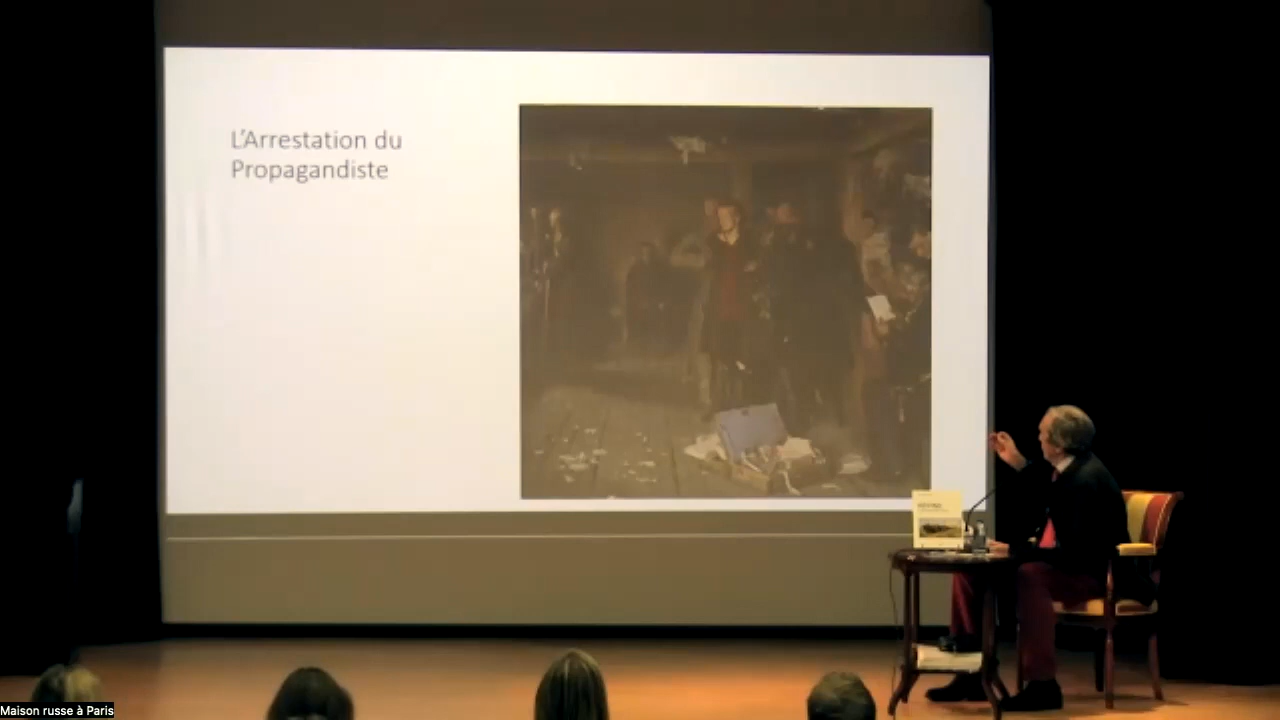 L'Arrestation du
Propagandiste
Maison russe à Paris